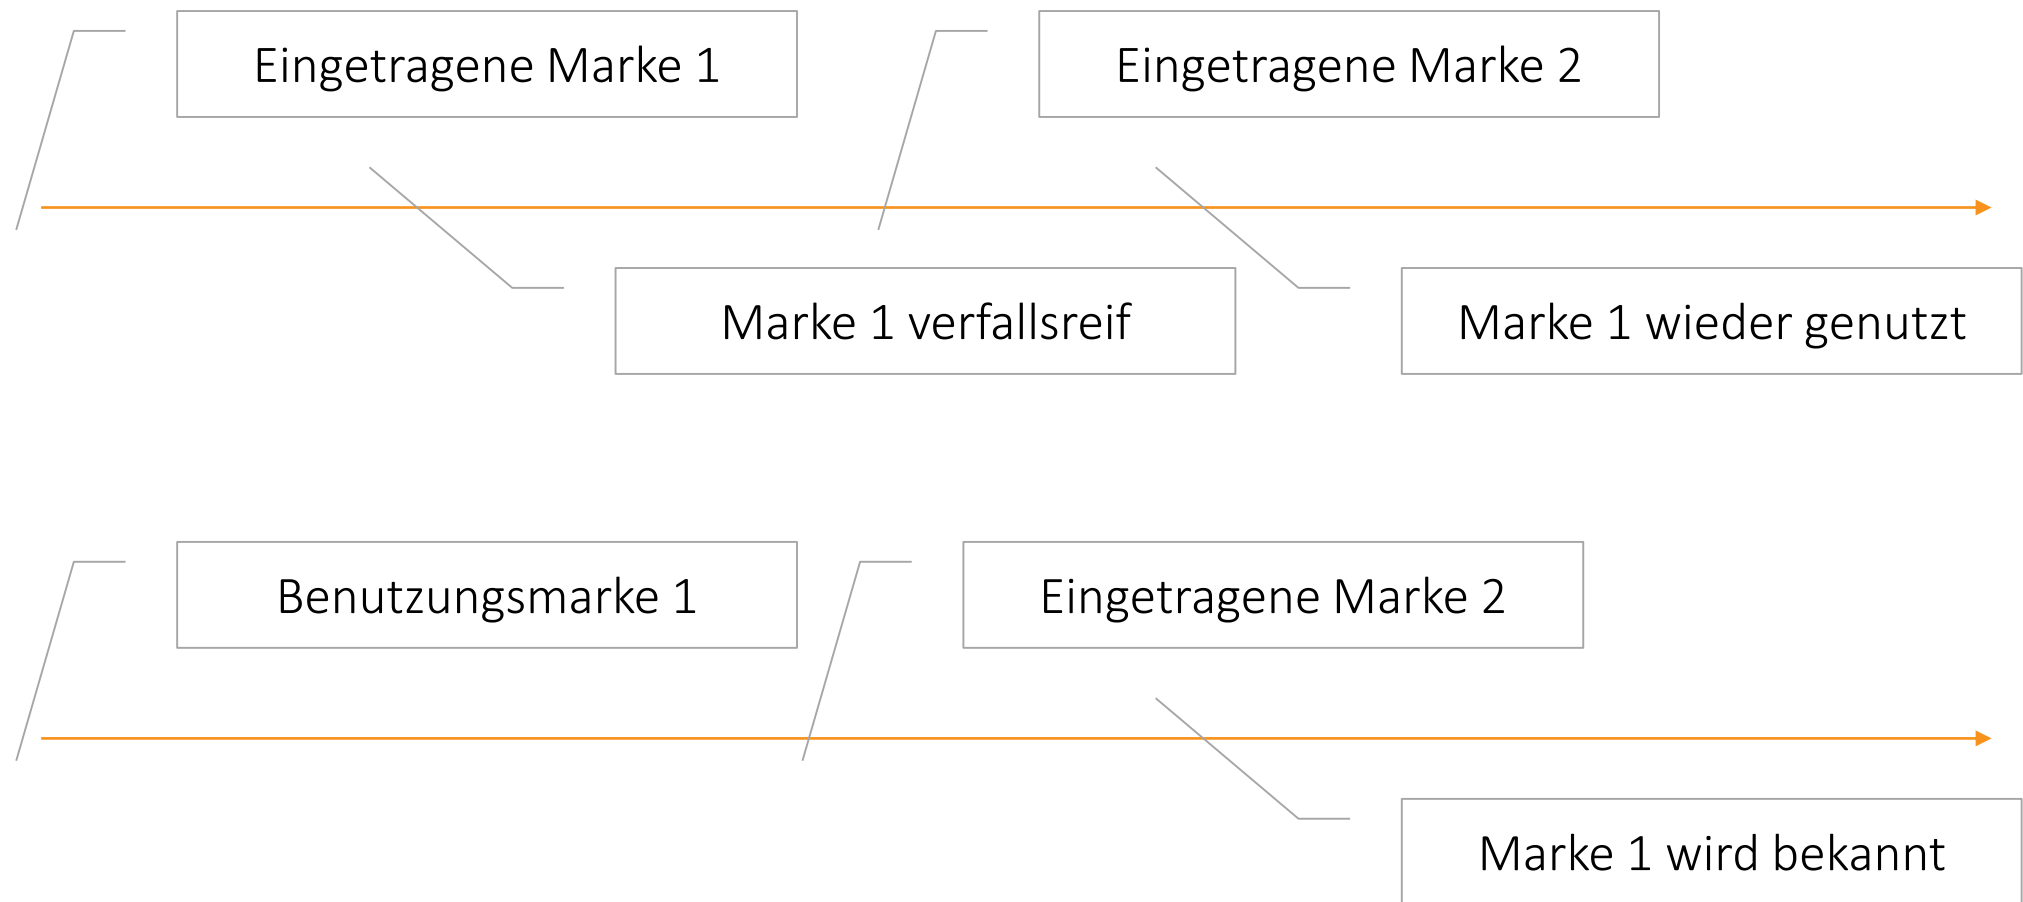 Eingetragene Marke 1
Eingetragene Marke 2
Marke 1 verfallsreif
Marke 1 wieder genutzt
Benutzungsmarke 1
Eingetragene Marke 2
Marke 1 wird bekannt